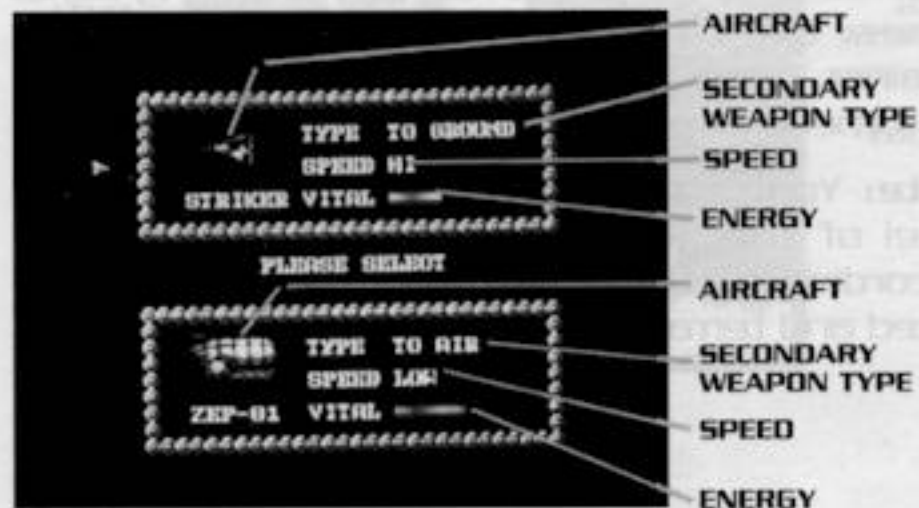 AIRCRAFT
TYPE TO GROUND
SECONDARY
WEAPON TYPE
SPEED HI
SPEED
STRIKER VITAL
ENERGY
PLEASE SELECT
AIRCRAFT
TYPE TO AIR
SECONDARY
WEAPON TYPE
SPEED LOW
ZEP-01 VITAL
SPEED
ENERGY